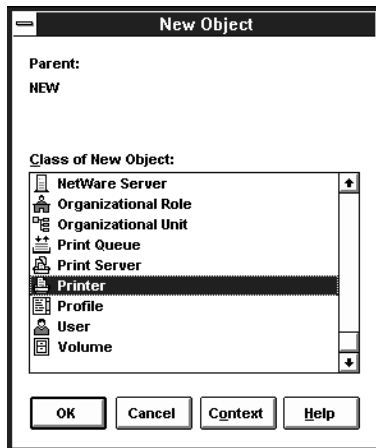 New Object
Parent:
NEW
Class of New Object:
NetWare Server
Organizational Role
Organizational Unit
Print Queue
Print Server
Printer
Profile
User
Volume
OK Cancel Context Help